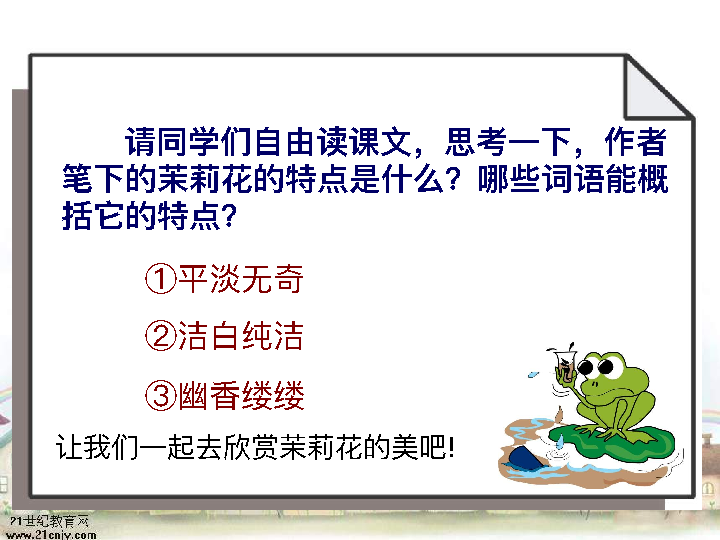 请同学们自由读课文，思考一下，作者
笔下的茉莉花的特点是什么？哪些词语能概
括它的特点？
①平淡无奇
②洁白纯洁
③幽香缕缕
让我们一起去欣赏茉莉花的美吧!
21世纪教育网
www.21cnjy.com